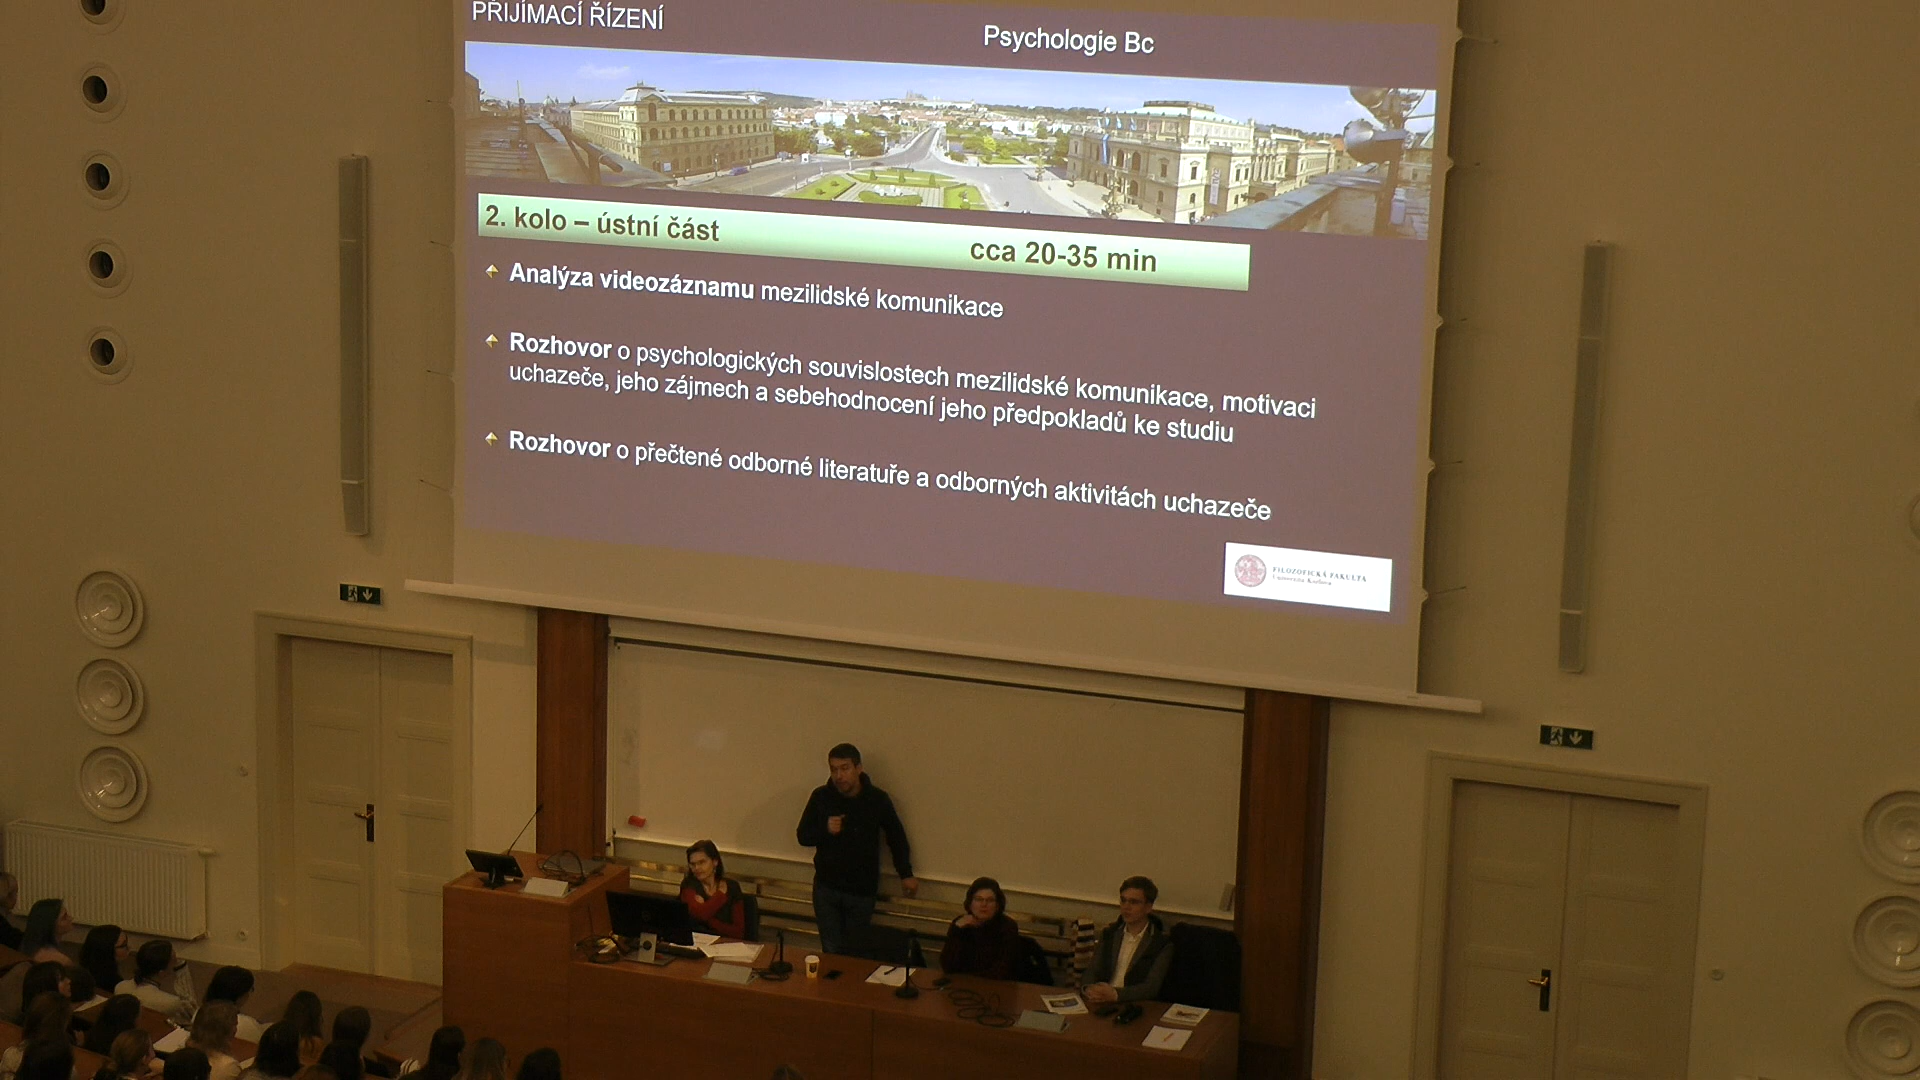 PŘIJÍMACÍ ŘÍZENÍ
Psychologie Bc
2. kolo – ústní část
cca 20-35 min
Analýza videozáznamu mezilidské komunikace
Rozhovor o psychologických souvislostech mezilidské komunikace, motivaci
uchazeče, jeho zájmech a sebehodnocení jeho předpokladů ke studiu
Rozhovor o přečtené odborné literatuře a odborných aktivitách uchazeče
FILOZOFICKÁ FAKULTA
Univerzita Karlova